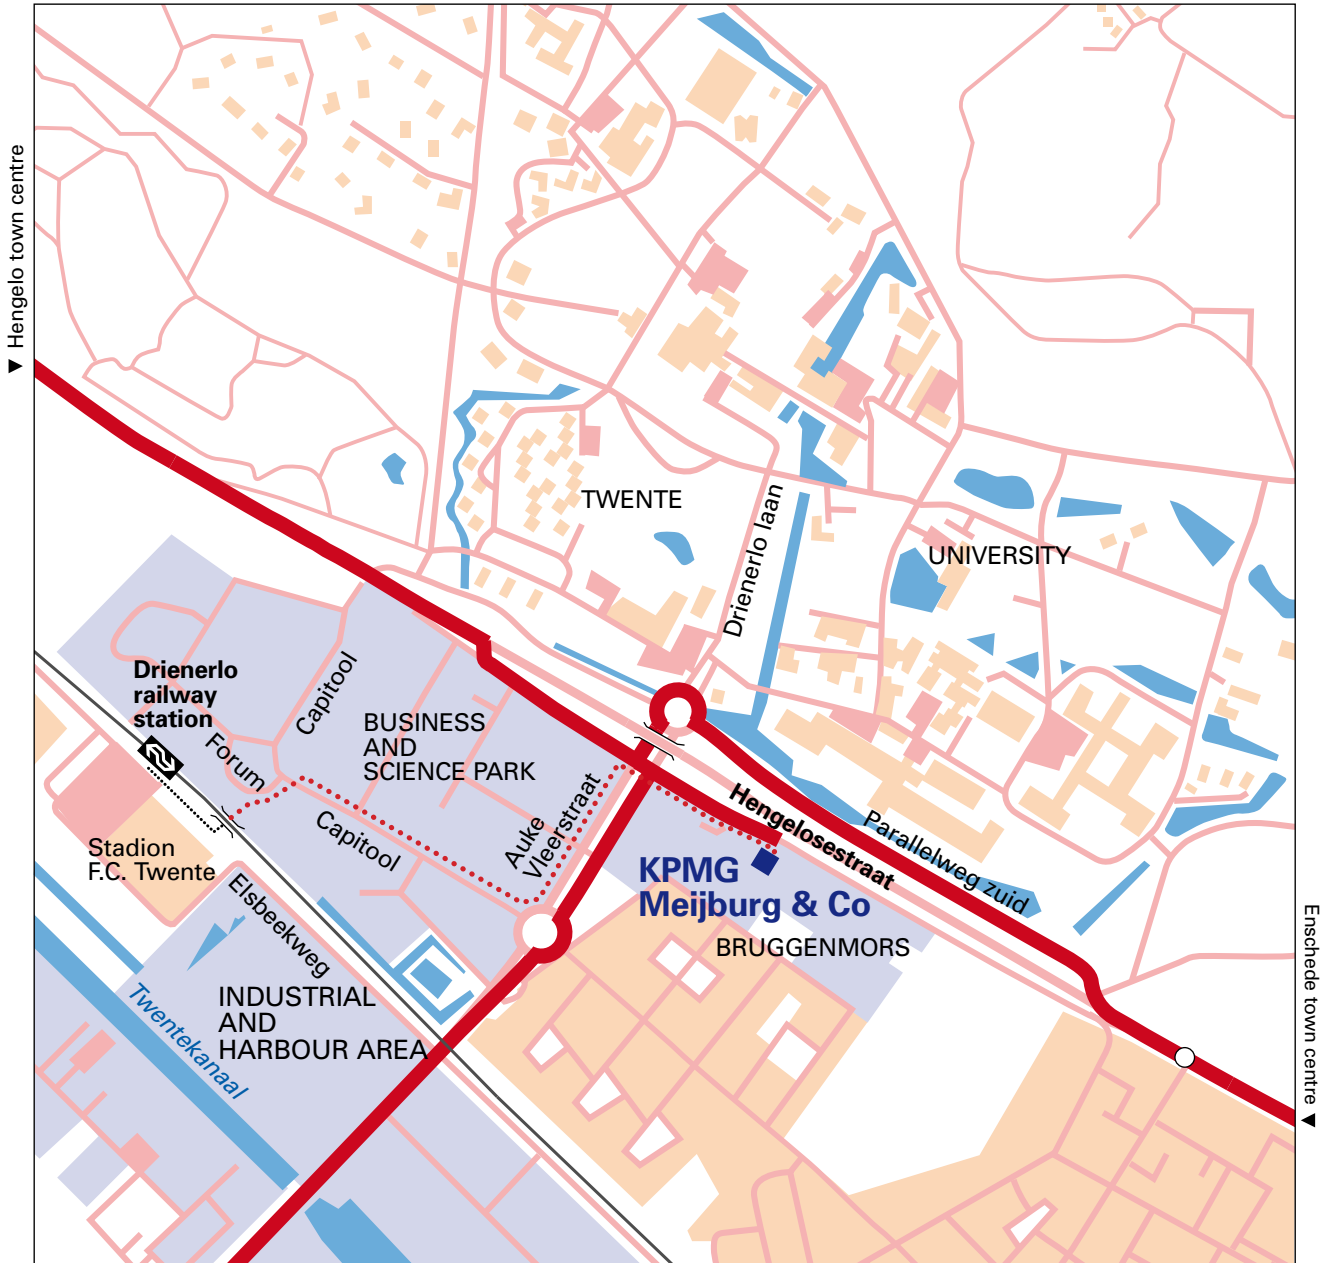 ▼ Hengelo town centre
TWENTE
Drienerlo laan
UNIVERSITY
Drienerlo
railway
station
Capitool
Forum
BUSINESS
AND
SCIENCE PARK
Capitool
Auke
Vleerstraat
Hengelosestraat
Parallelweg zuid
Stadion
F.C. Twente
KPMG
Meijburg & Co
BRUGGENMORS
Elsbeekweg
INDUSTRIAL
AND
HARBOUR AREA
Twentekanaal
Enschede town centre ▼